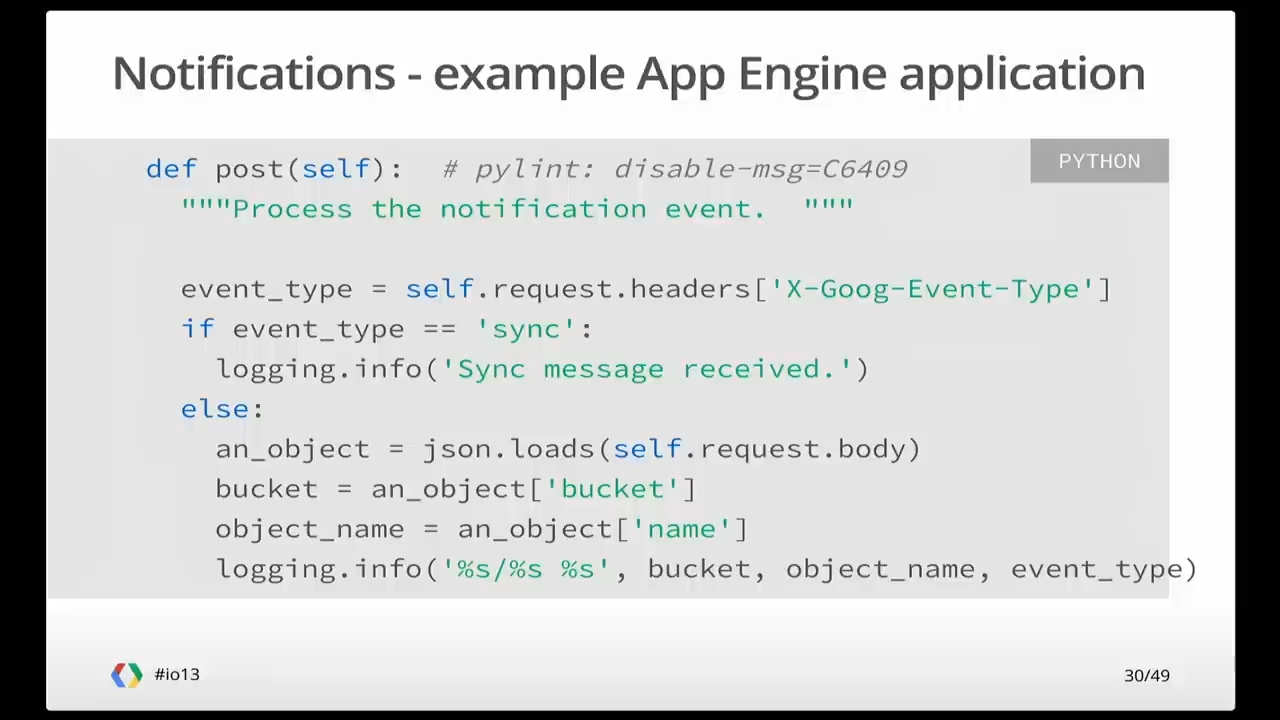 Notifications - example App Engine application
PYTHON
def post(self):  # pylint: disable-msg=C6409
"""Process the notification event.  """
event_type = self.request.headers['X-Goog-Event-Type']
if event_type == 'sync':
logging.info('Sync message received.')
else:
an_object = json.loads(self.request.body)
bucket = an_object['bucket']
object_name = an_object['name']
logging.info('%s/%s %s', bucket, object_name, event_type)
#io13
30/49